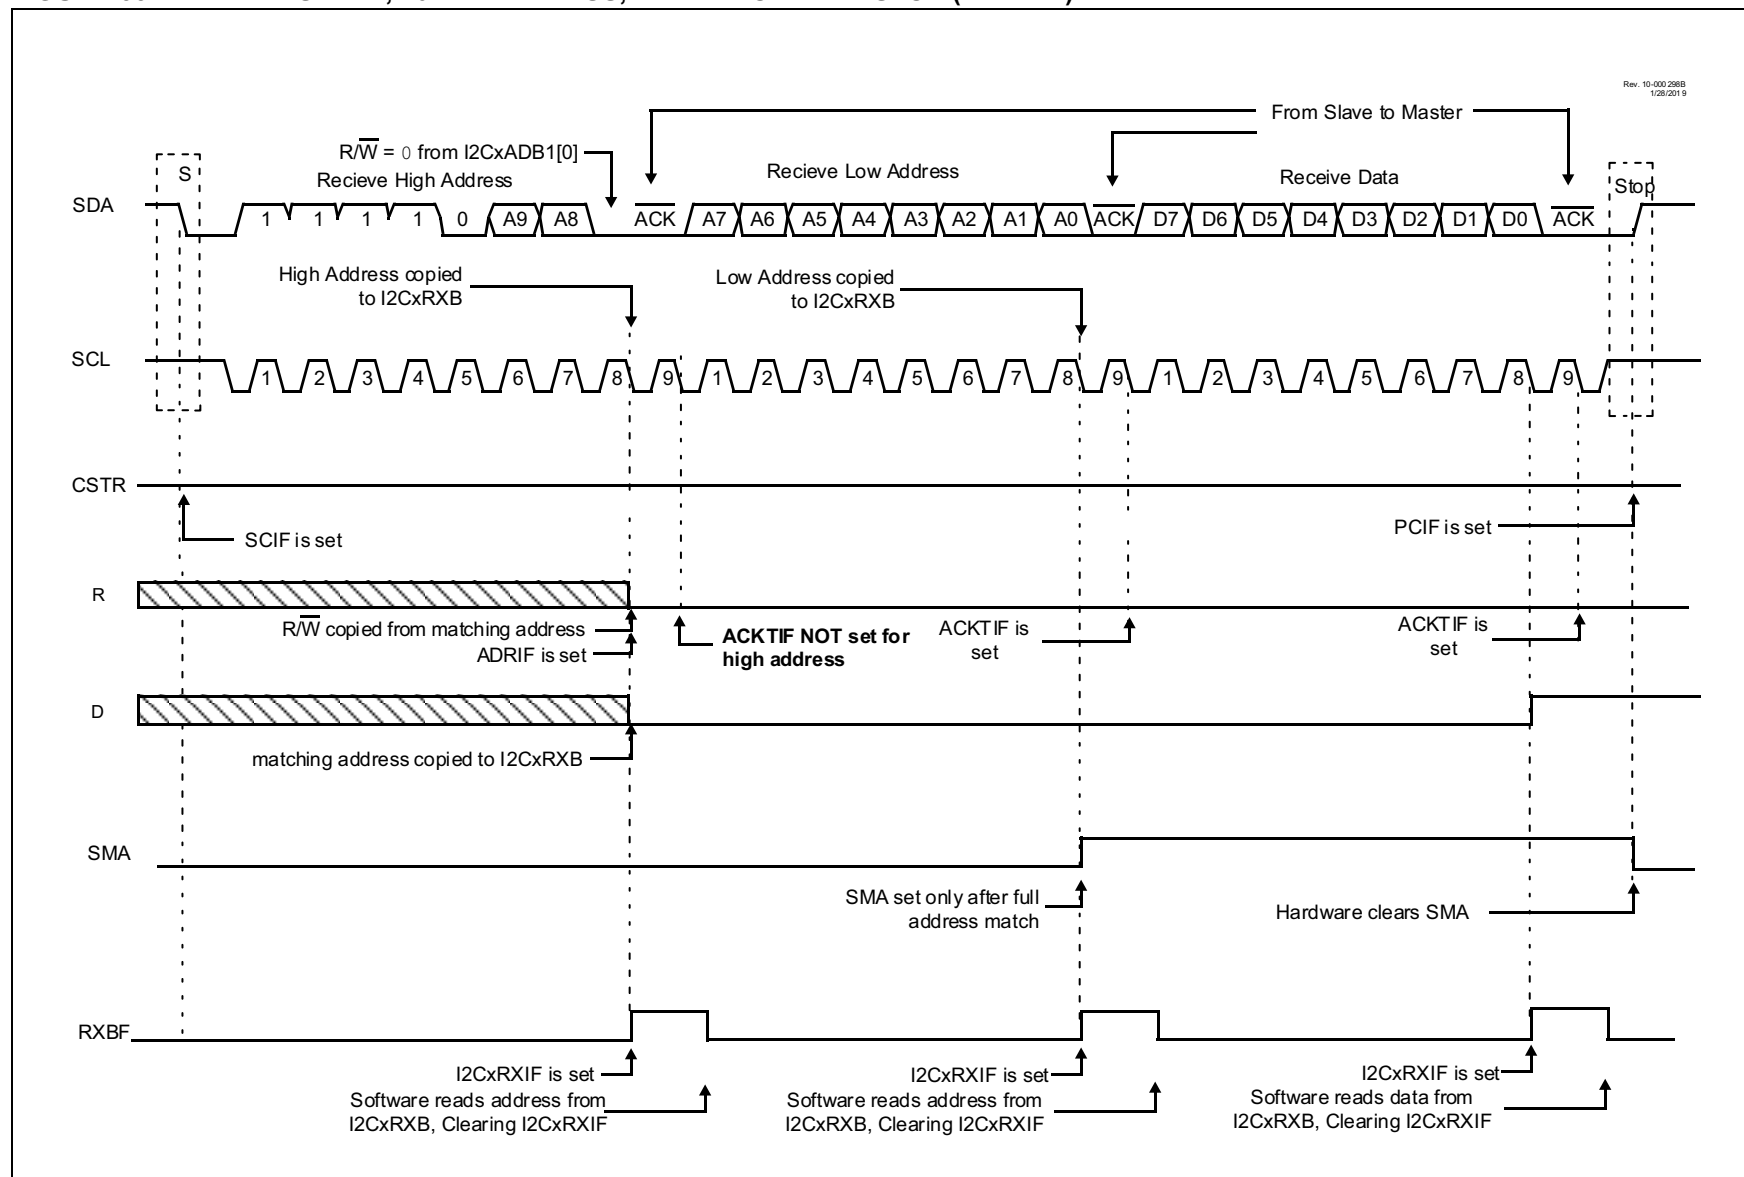 Rev. 10-000 298B
1/28/201 9
From Slave to Master
R/W = 0 from I2CxADB1[0]
Recieve High Address
Recieve Low Address
Receive Data
S
Stop
SDA
1 1 1 1 0 A9 A8 ACK A7 A6 A5 A4 A3 A2 A1 A0 ACK D7 D6 D5 D4 D3 D2 D1 D0 ACK
High Address copied
to I2CxRXB
Low Address copied
to I2CxRXB
SCL
1 2 3 4 5 6 7 8 9 1 2 3 4 5 6 7 8 9 1 2 3 4 5 6 7 8 9
CSTR
SCIF is set
PCIF is set
R
R/W copied from matching address
ADRIF is set
ACKTIF NOT set for
high address
ACKTIF is
set
ACKTIF is
set
D
matching address copied to I2CxRXB
SMA
SMA set only after full
address match
Hardware clears SMA
RXBF
I2CxRXIF is set
Software reads address from
I2CxRXB, Clearing I2CxRXIF
I2CxRXIF is set
Software reads address from
I2CxRXB, Clearing I2CxRXIF
I2CxRXIF is set
Software reads data from
I2CxRXB, Clearing I2CxRXIF